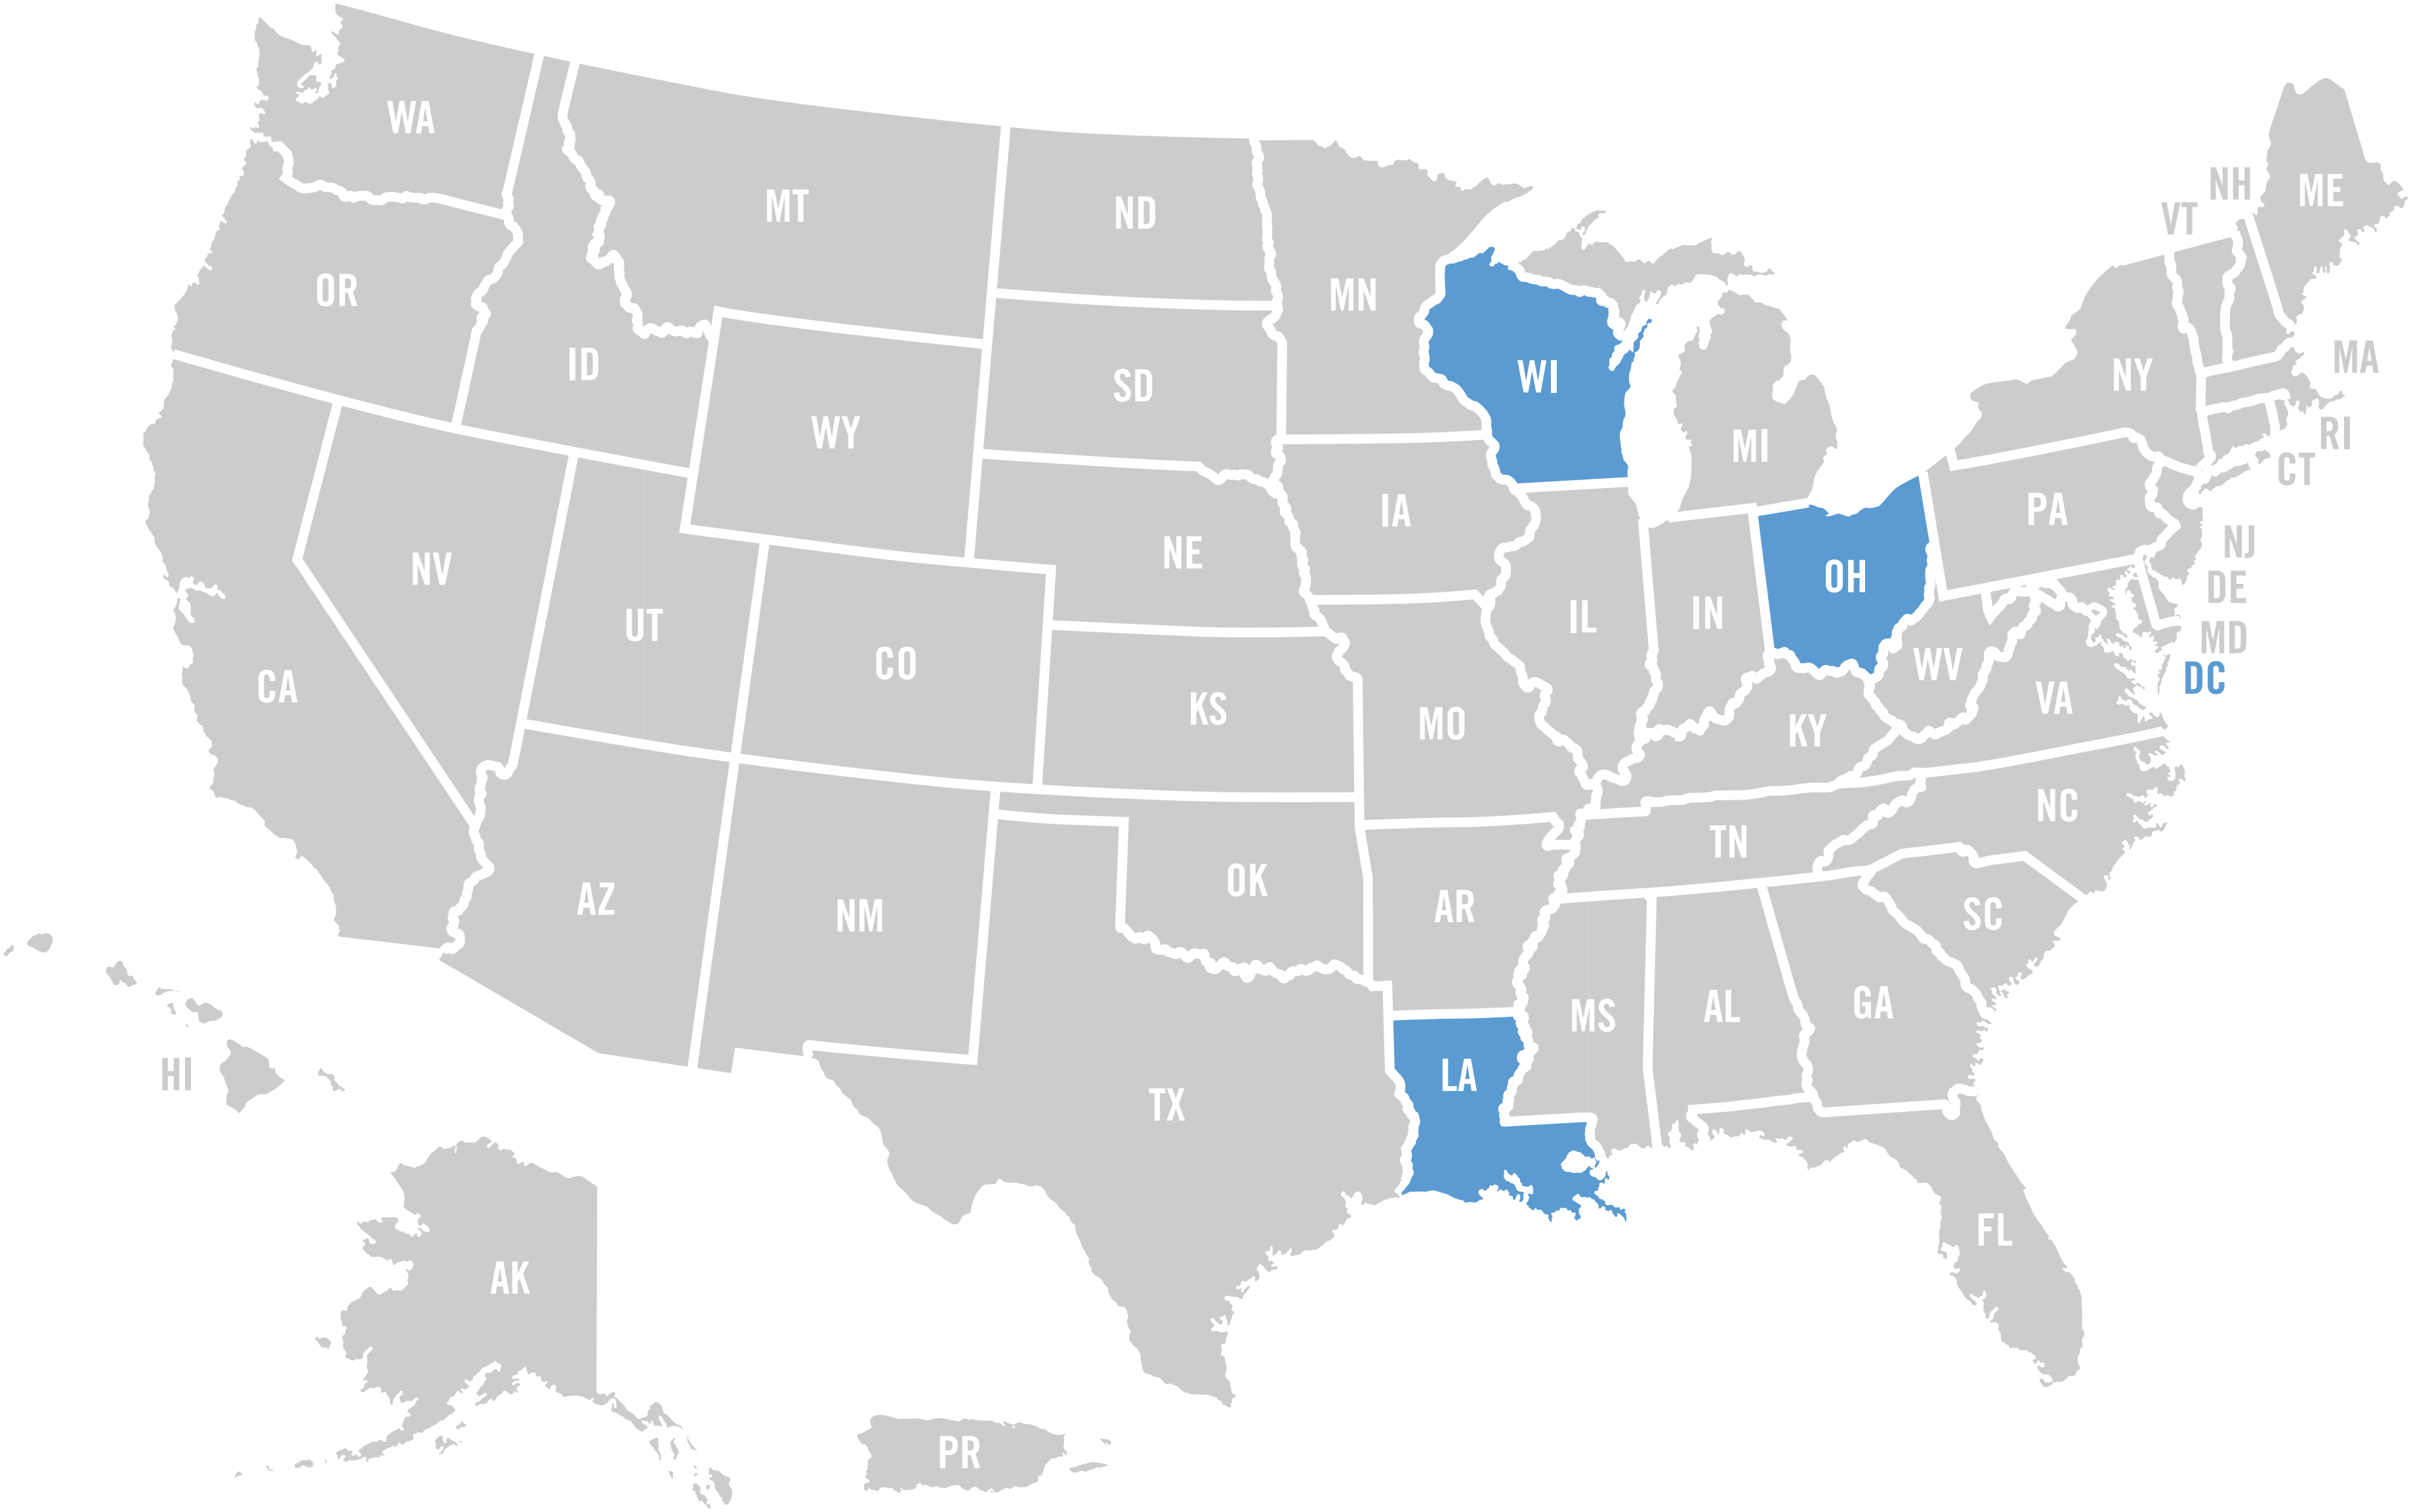 WA
MT
ND
MN
OR
ID
SD
WY
WI
MI
NH
ME
VT
NY
MA
RI
CT
PA
NJ
DE
MD
DC
IA
NE
NV
UT
CO
IL
IN
OH
WV
VA
CA
KS
MO
KY
NC
TN
AZ
NM
OK
AR
SC
MS
AL
GA
LA
TX
HI
FL
AK
PR